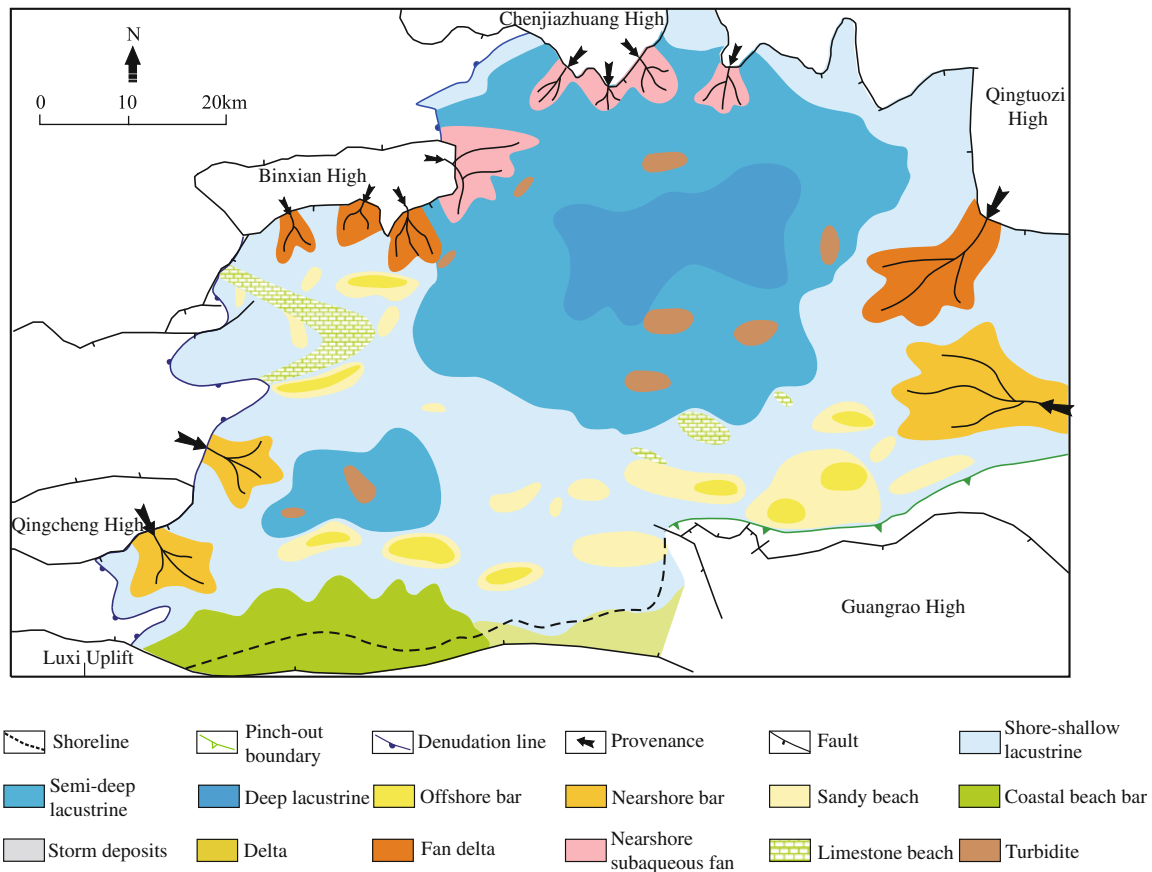 Chenjiazhuang High
N
0 10 20km
Qingtuozi
High
Binxian High
Qingcheng High
Guangrao High
Luxi Uplift
Shoreline
Pinch-out
boundary
Denudation line
Provenance
Fault
Shore-shallow
lacustrine
Semi-deep
lacustrine
Deep lacustrine
Offshore bar
Nearshore bar
Sandy beach
Coastal beach bar
Storm deposits
Delta
Fan delta
Nearshore
subaqueous fan
Limestone beach
Turbidite